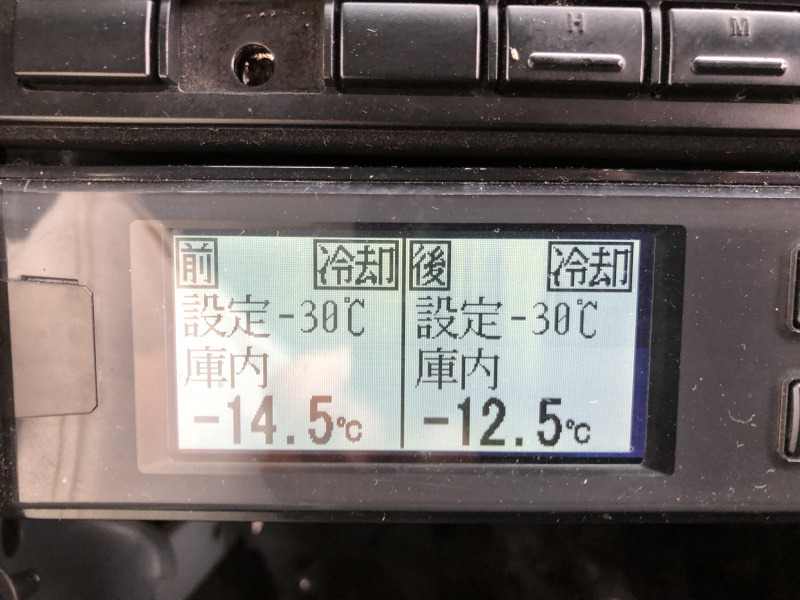 H M
前 冷却 後 冷却
設定 -30℃ 設定 -30℃
庫内 庫内
-14.5℃ -12.5℃